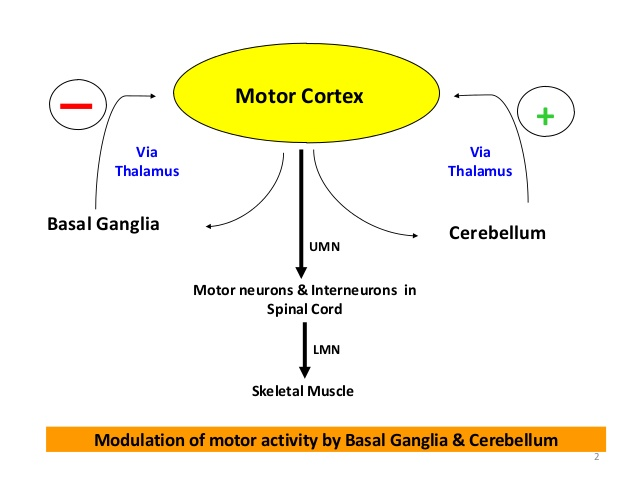 Motor Cortex
+
Via
Thalamus
Via
Thalamus
Basal Ganglia
Cerebellum
UMN
Motor neurons & Interneurons in
Spinal Cord
LMN
Skeletal Muscle
Modulation of motor activity by Basal Ganglia & Cerebellum
2